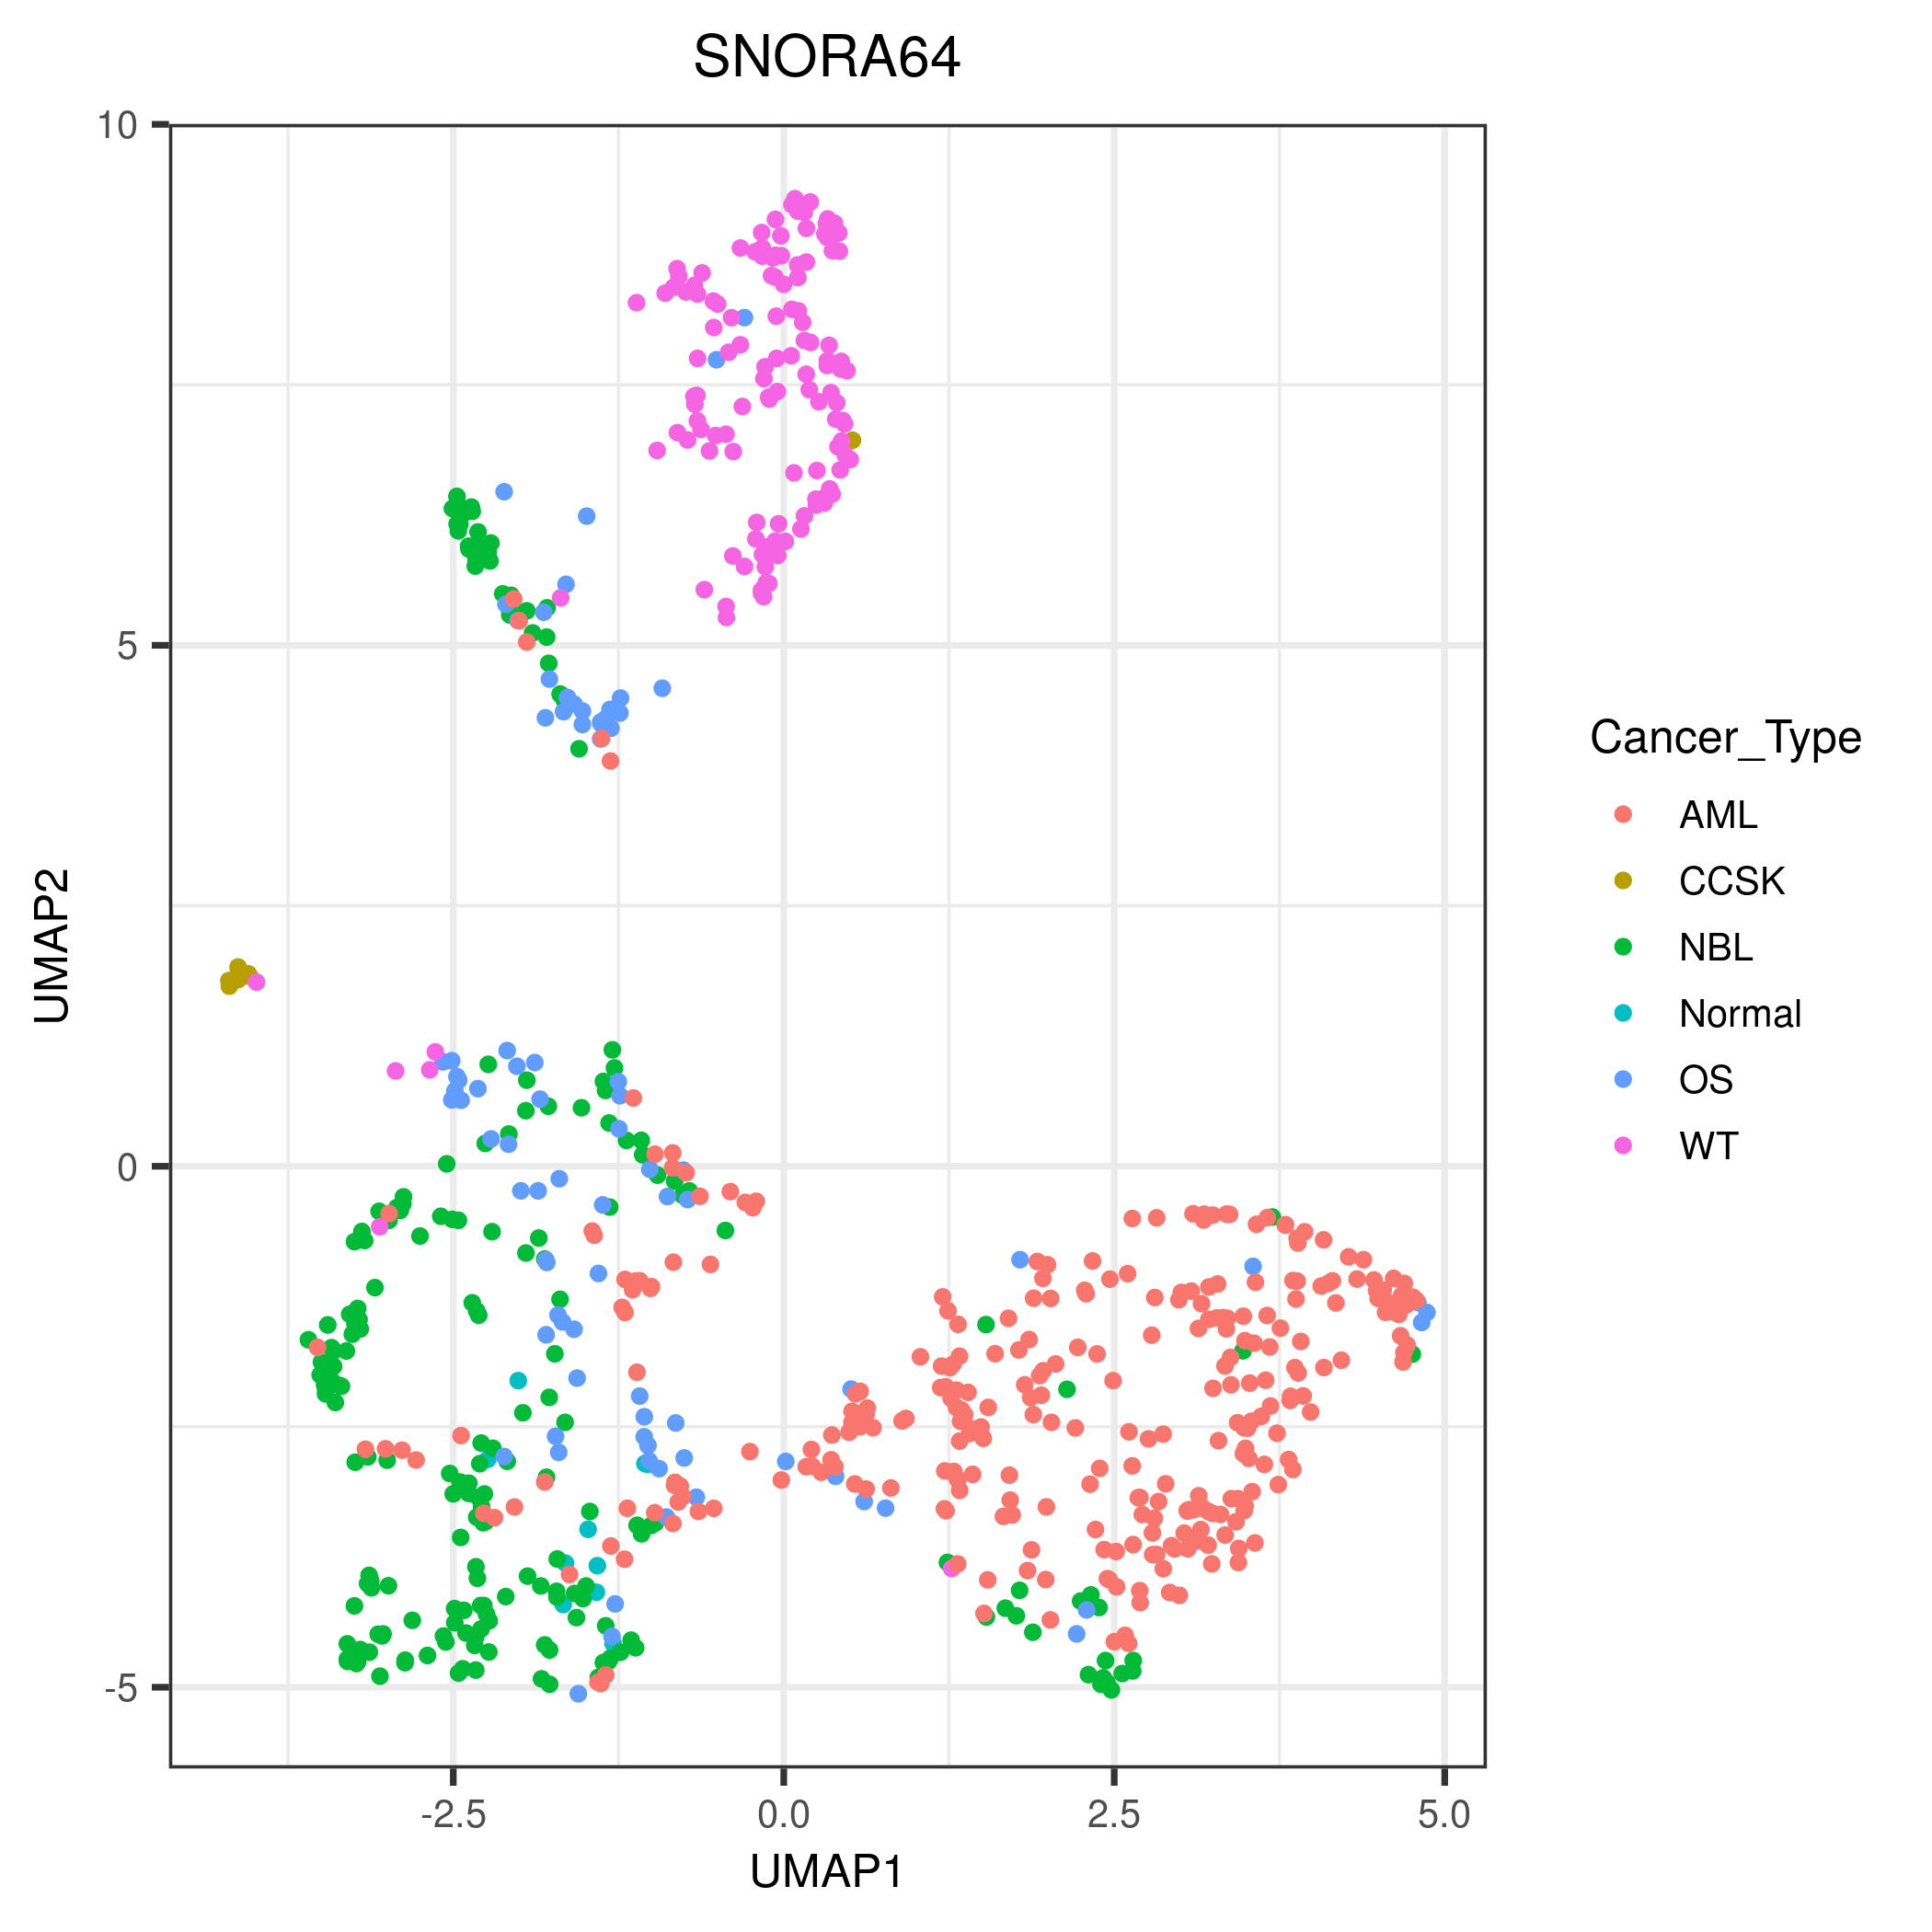 SNORA64
10
5
0
-5
UMAP2
-2.5 0.0 2.5 5.0
UMAP1
Cancer_Type
AML
CCSK
NBL
Normal
OS
WT